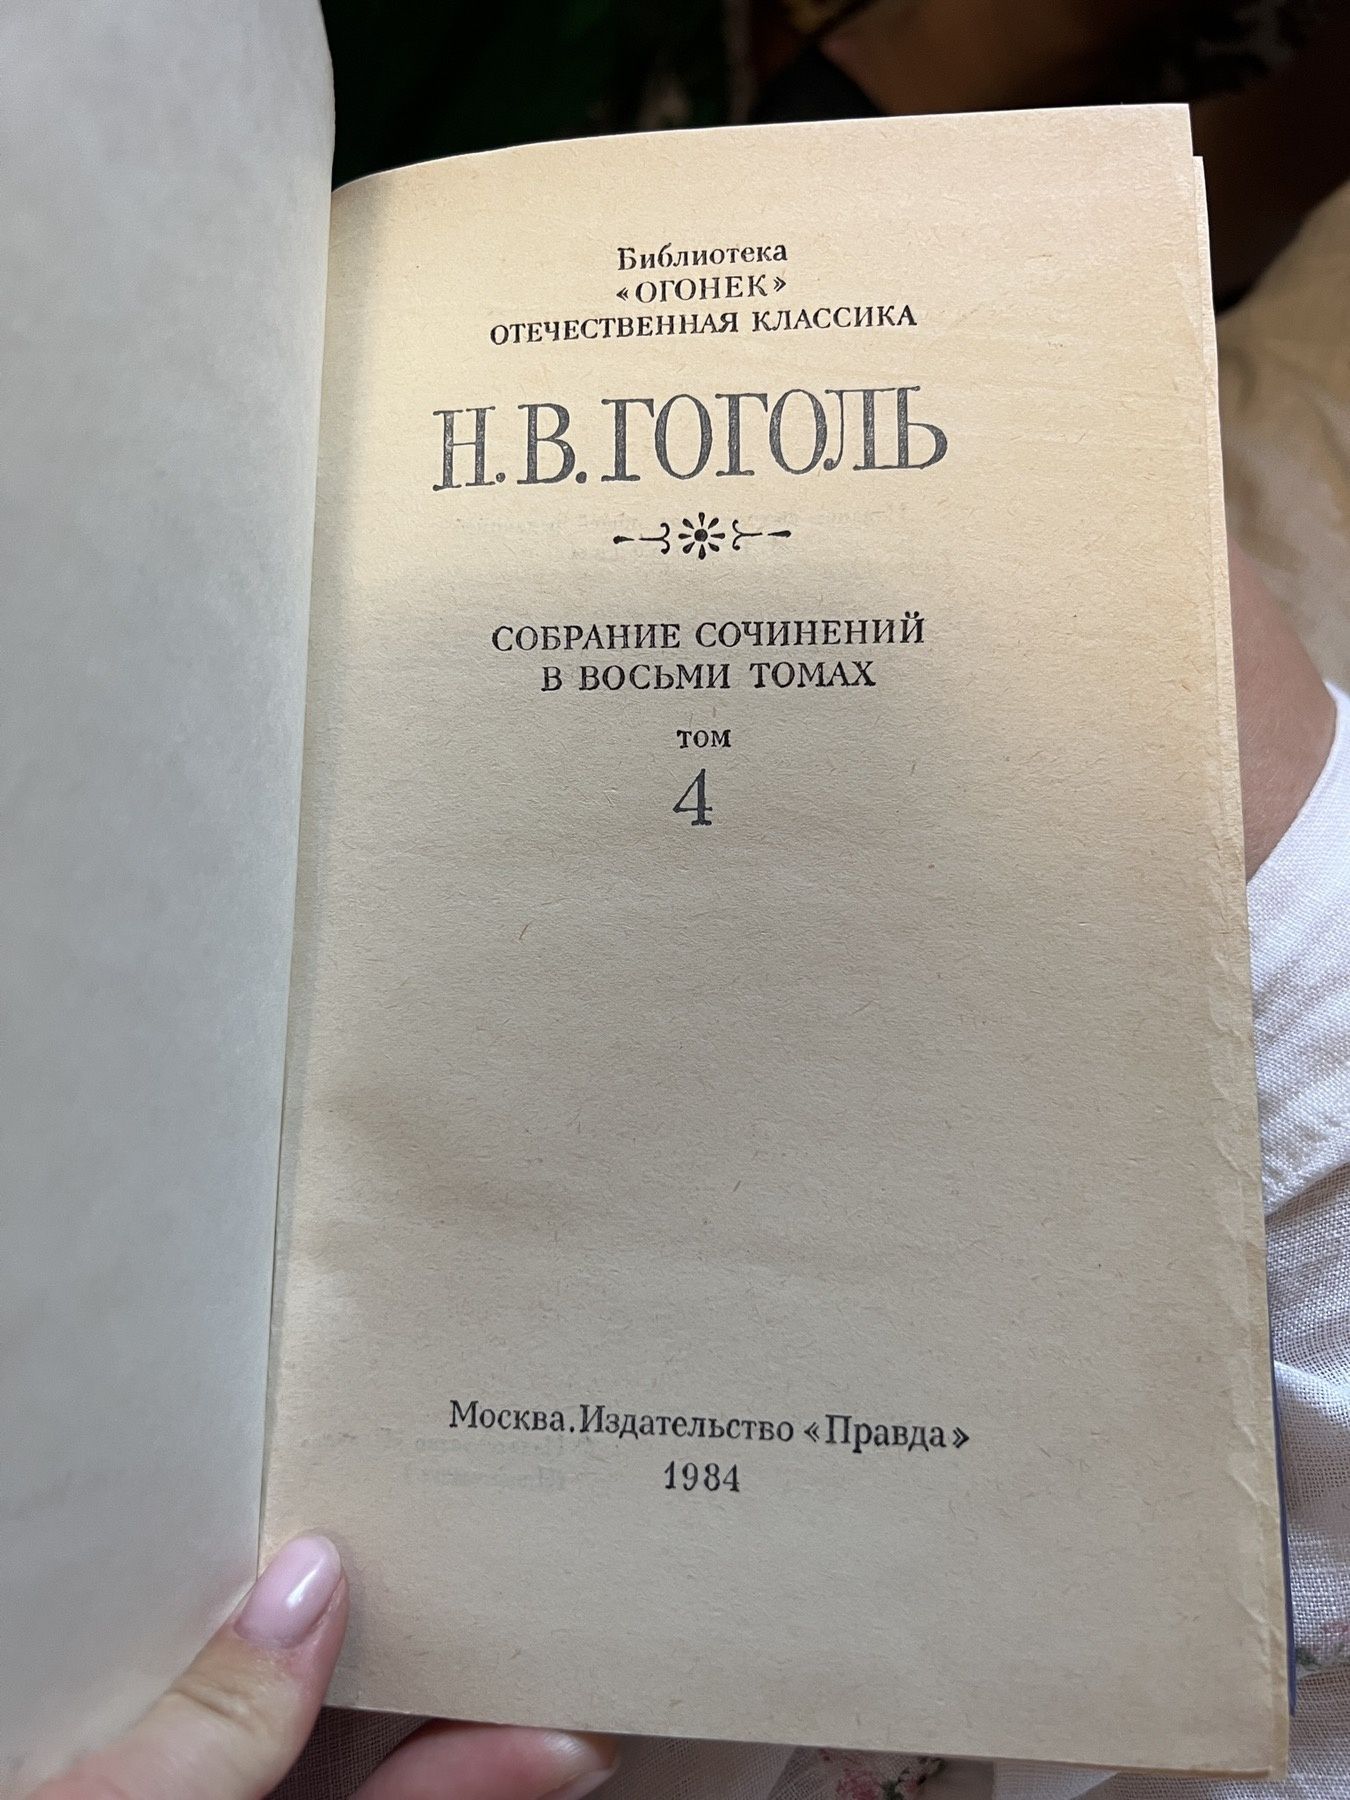 Библиотека
«ОГОНЕК»
ОТЕЧЕСТВЕННАЯ КЛАССИКА
Н. В. ГОГОЛЬ
СОБРАНИЕ СОЧИНЕНИЙ
В ВОСЬМИ ТОМАХ
ТОМ
4
Москва. Издательство «Правда»
1984